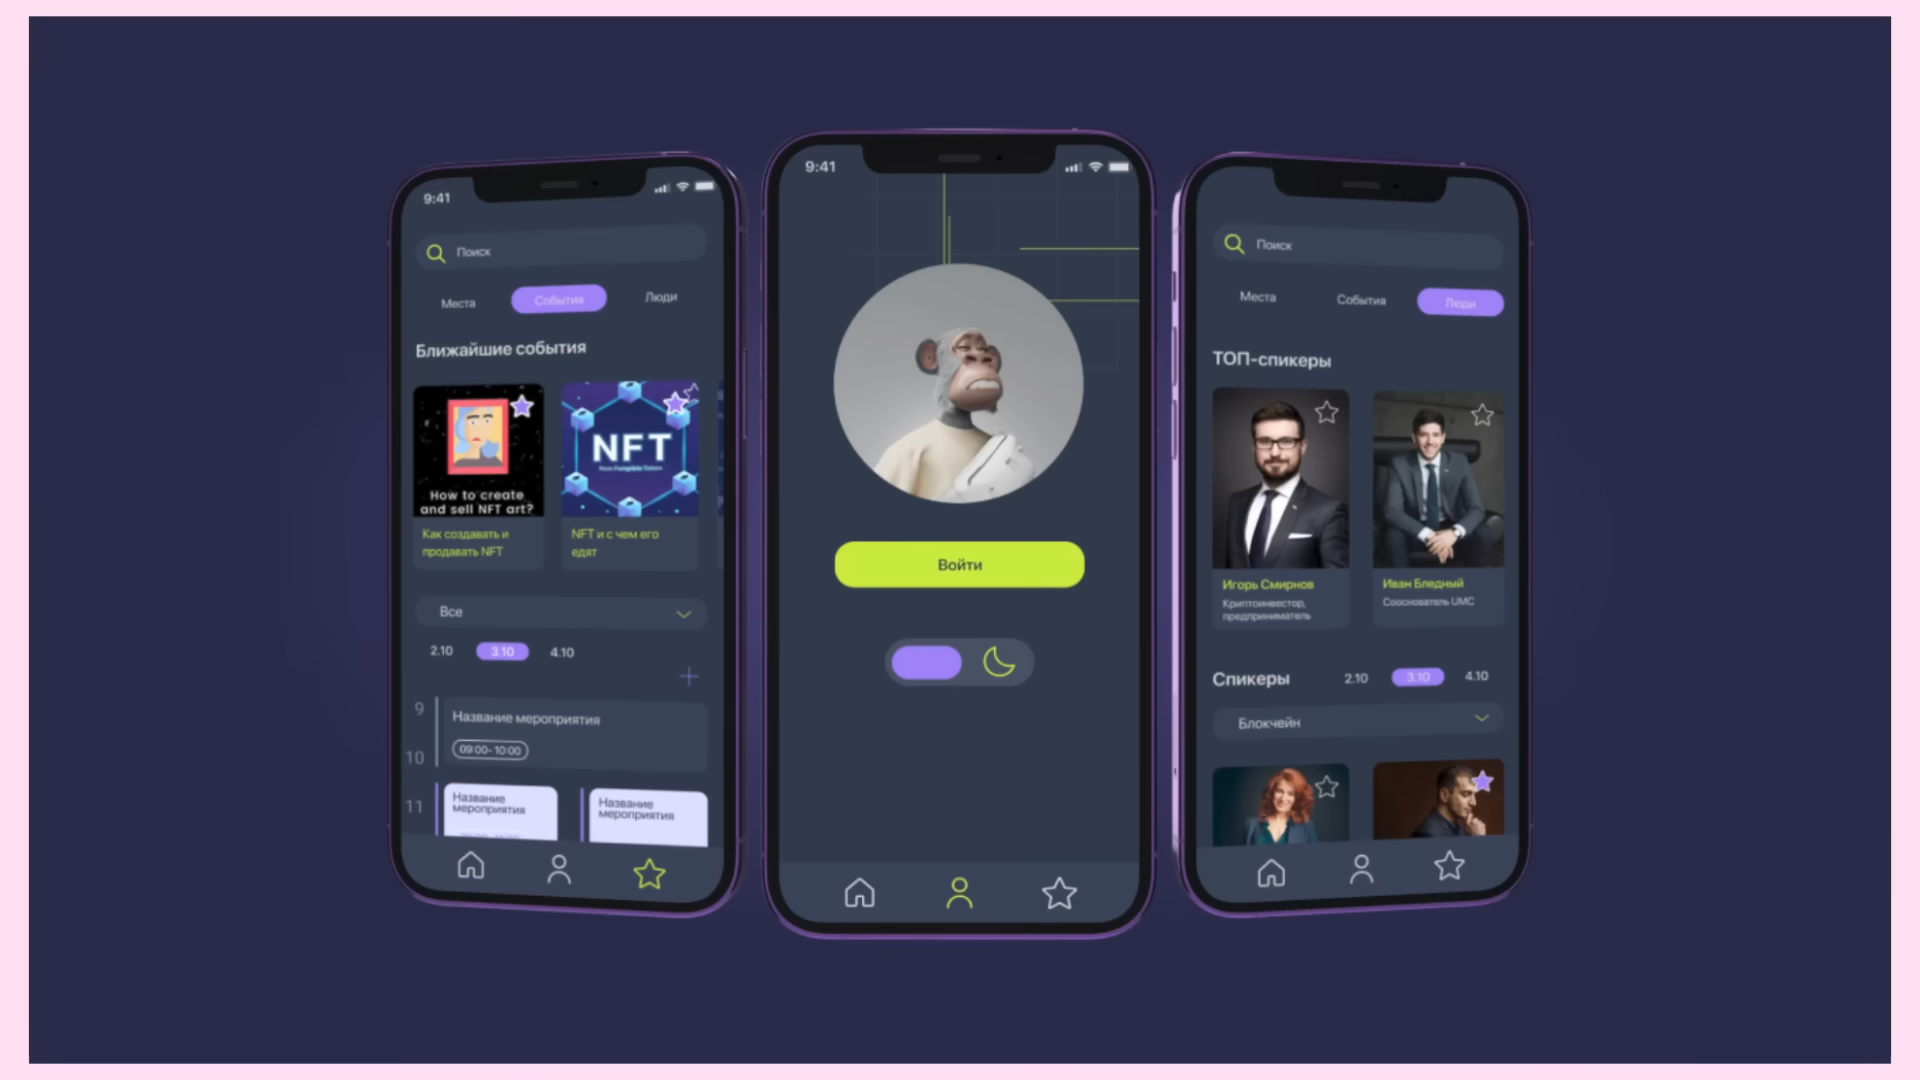 9:41
Поиск
Места
События
Люди
Ближайшие события
How to create
and sell NFT art?
NFT
Non-Fungible Token
Как создавать и
продавать NFT
NFT и с чем его
едят
Все
2.10
3.10
4.10
9
Название мероприятия
09:00- 10:00
10
11
Название
мероприятия
Название
мероприятия
9:41
Войти
Поиск
Места
События
Люди
ТОП-спикеры
Игорь Смирнов
Криптоинвестор,
предприниматель
Иван Бледный
Сооснователь UMC
Спикеры
2.10
3.10
4.10
Блокчейн